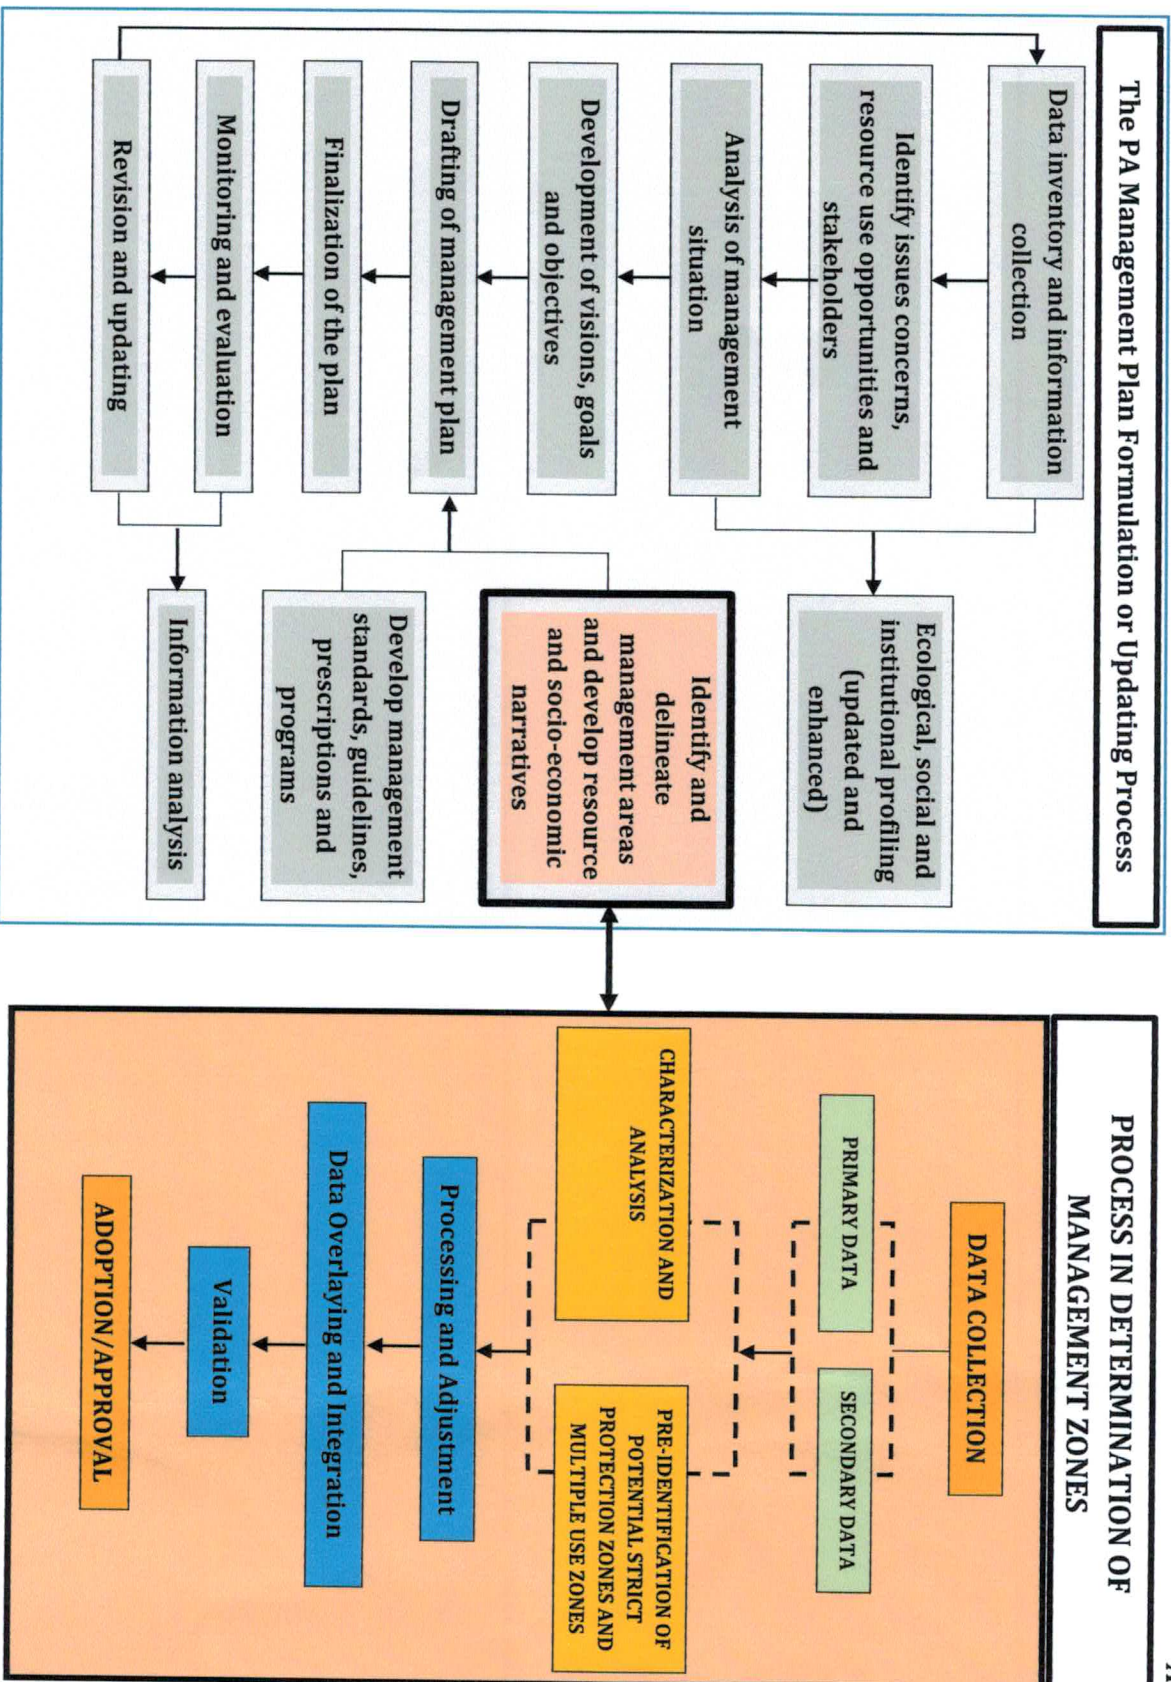 The PA Management Plan Formulation or Updating Process
Data inventory and information
collection
Identify issues concerns,
resource use opportunities and
stakeholders
Analysis of management
situation
Development of visions, goals
and objectives
Drafting of management plan
Finalization of the plan
Monitoring and evaluation
Revision and updating
Ecological, social and
institutional profiling
(updated and
enhanced)
Identify and
delineate
management areas
and develop resource
and socio-economic
narratives
Develop management
standards, guidelines,
prescriptions and
programs
Information analysis
PROCESS IN DETERMINATION OF
MANAGEMENT ZONES
DATA COLLECTION
PRIMARY DATA
SECONDARY DATA
CHARACTERIZATION AND
ANALYSIS
PRE-IDENTIFICATION OF
POTENTIAL STRICT
PROTECTION ZONES AND
MULTIPLE USE ZONES
Processing and Adjustment
Data Overlaying and Integration
Validation
ADOPTION/APPROVAL